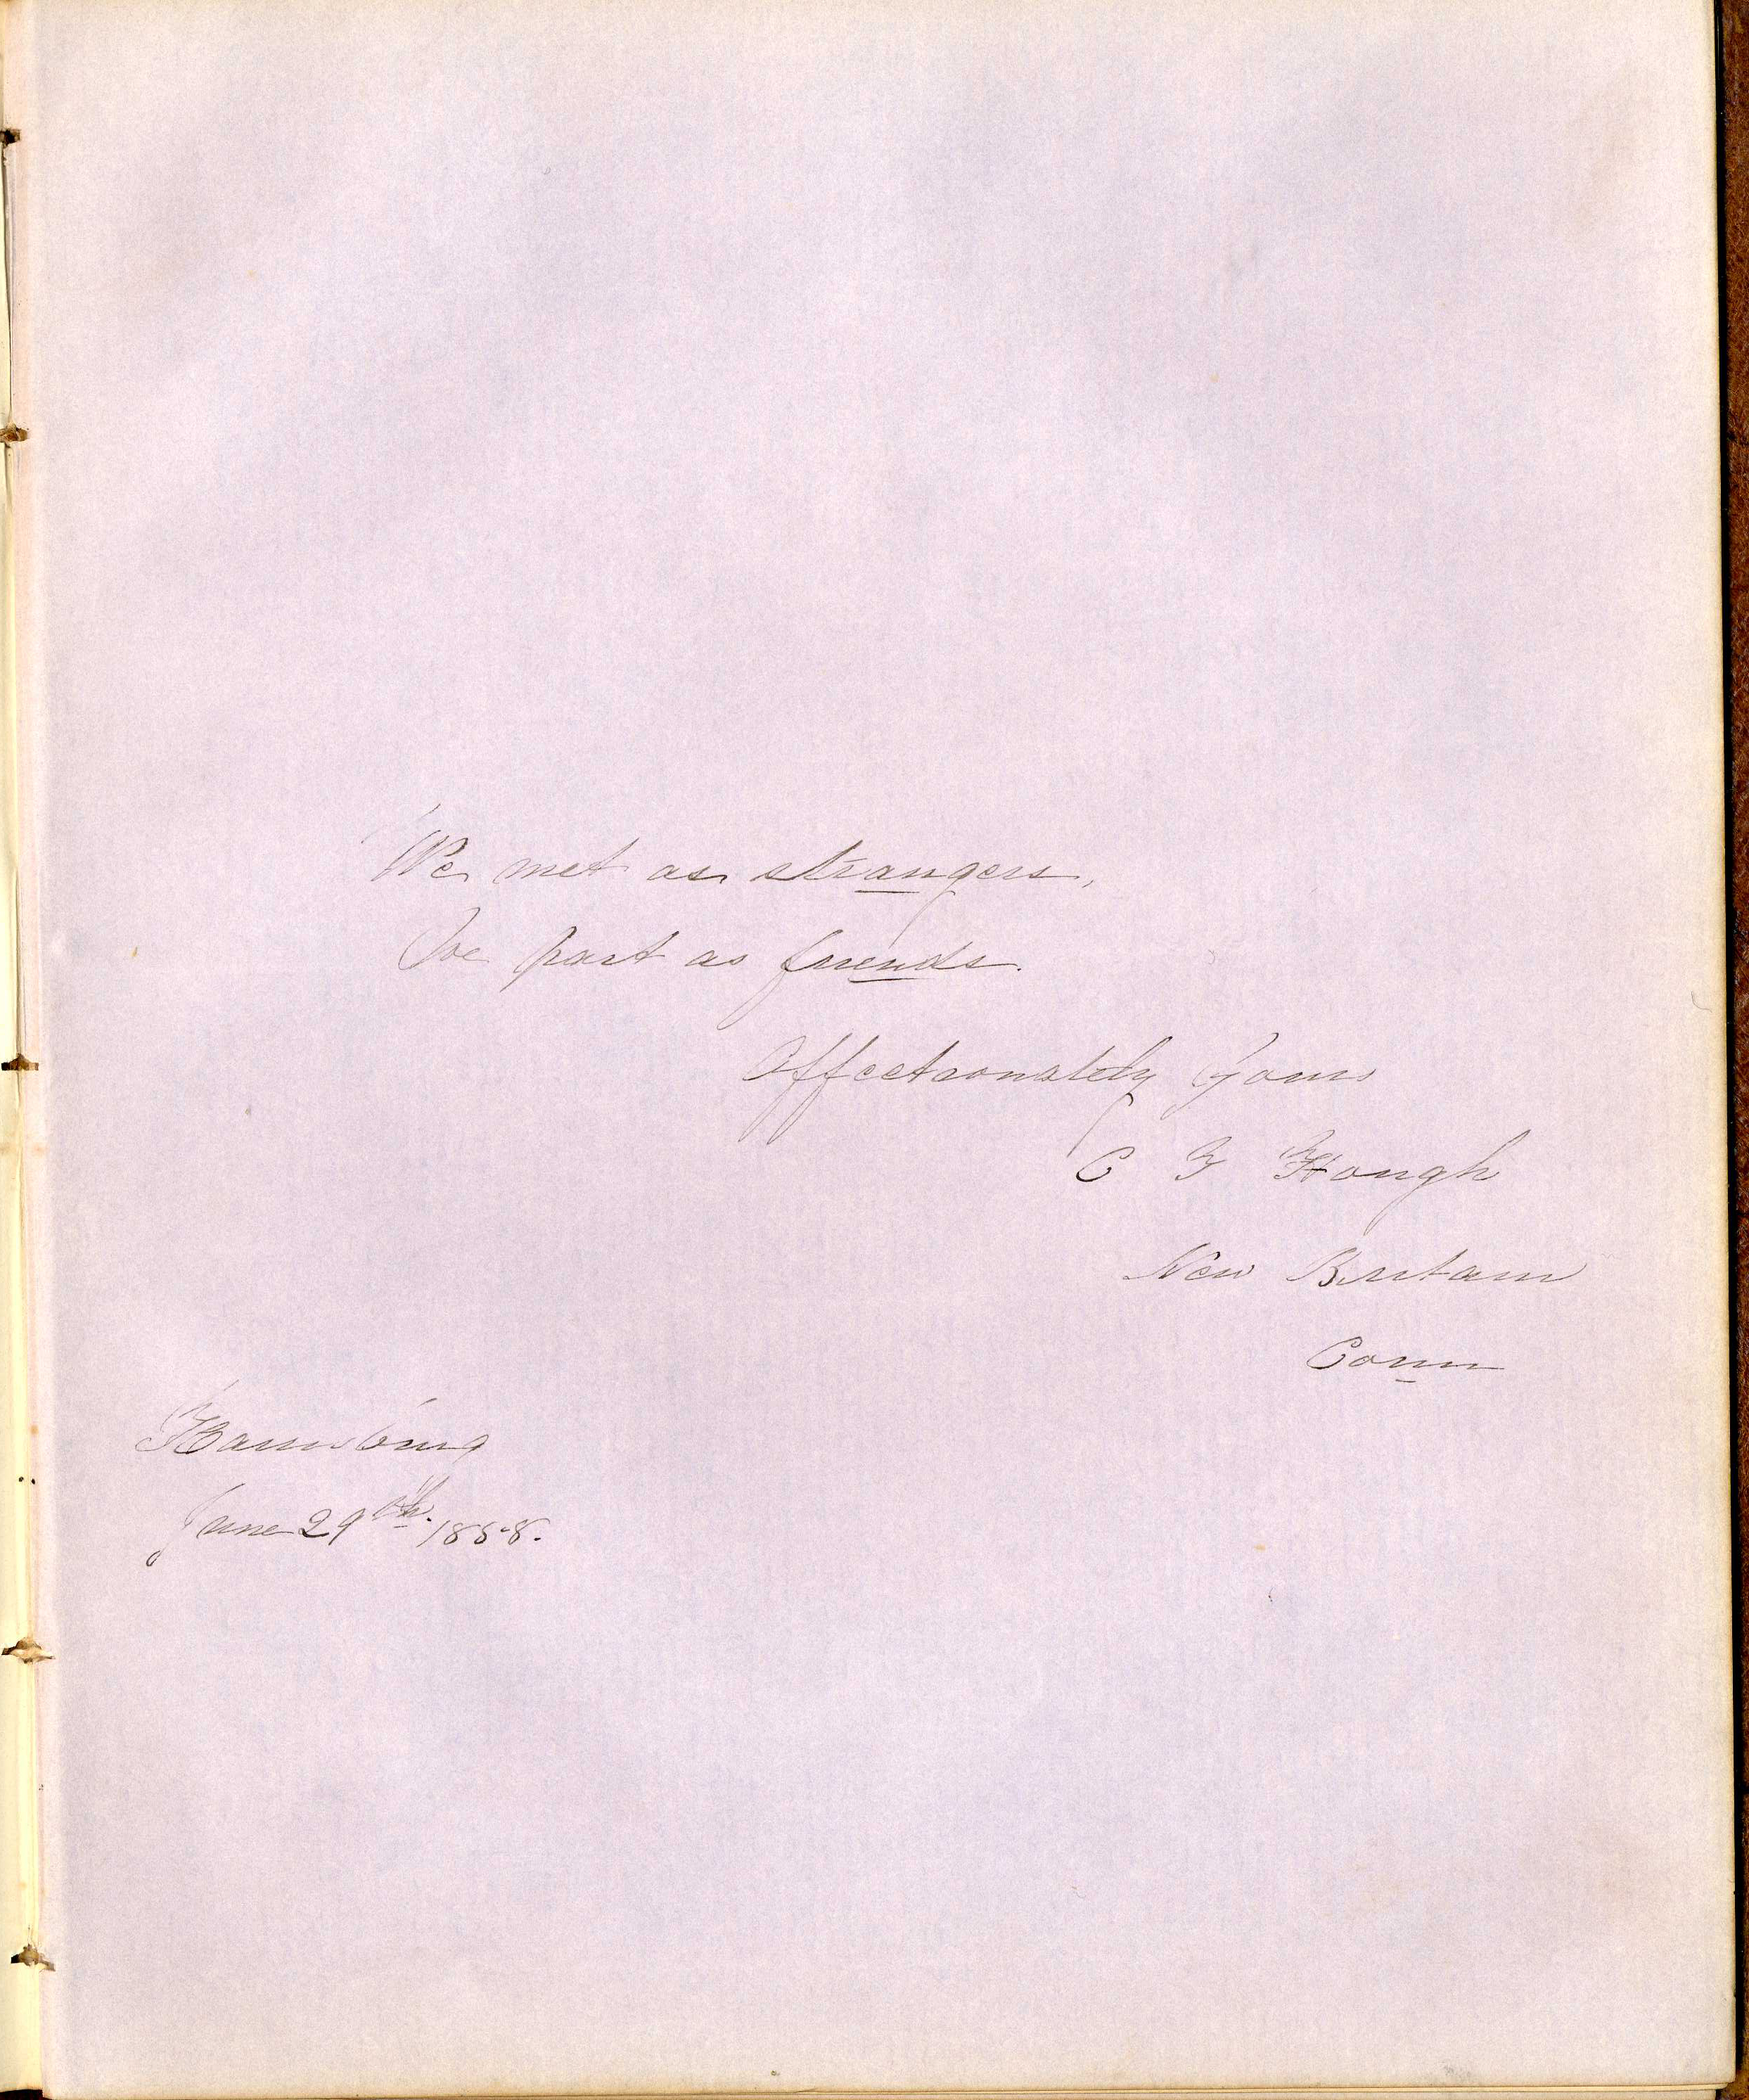 We met as strangers,
We part as friends.
Affectionately Yours
C F Hough
New Britain
Conn
Harrisburg
June 29th. 1858.